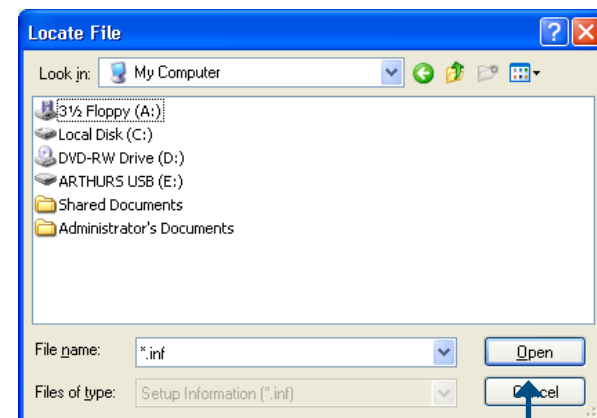 Locate File
Look in: My Computer
3½ Floppy (A:)
Local Disk (C:)
DVD-RW Drive (D:)
ARTHURS USB (E:)
Shared Documents
Administrator's Documents
File name: *.inf Open
Files of type: Setup Information (*.inf) Cancel